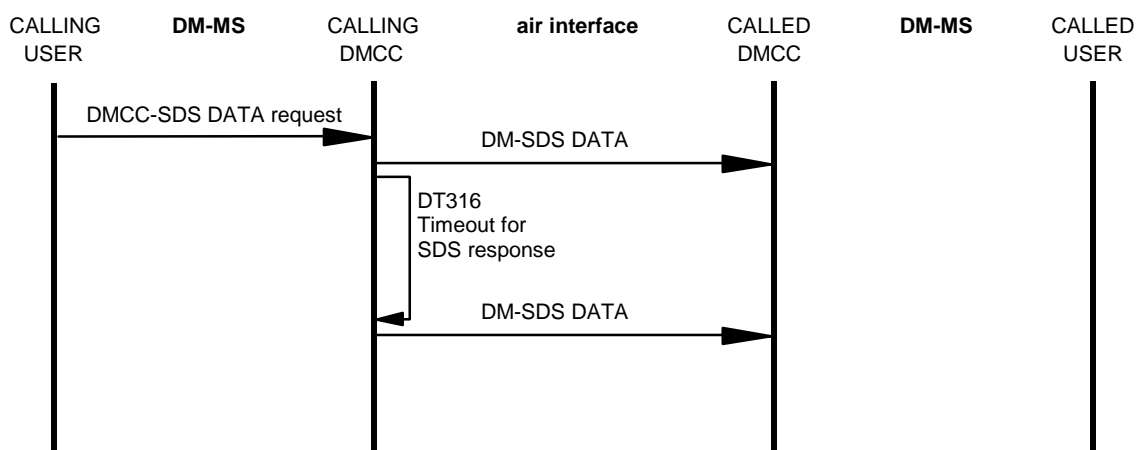 CALLING
USER
DM-MS
CALLING
DMCC
air interface
CALLED
DMCC
DM-MS
CALLED
USER
DMCC-SDS DATA request
DM-SDS DATA
DT316
Timeout for
SDS response
DM-SDS DATA